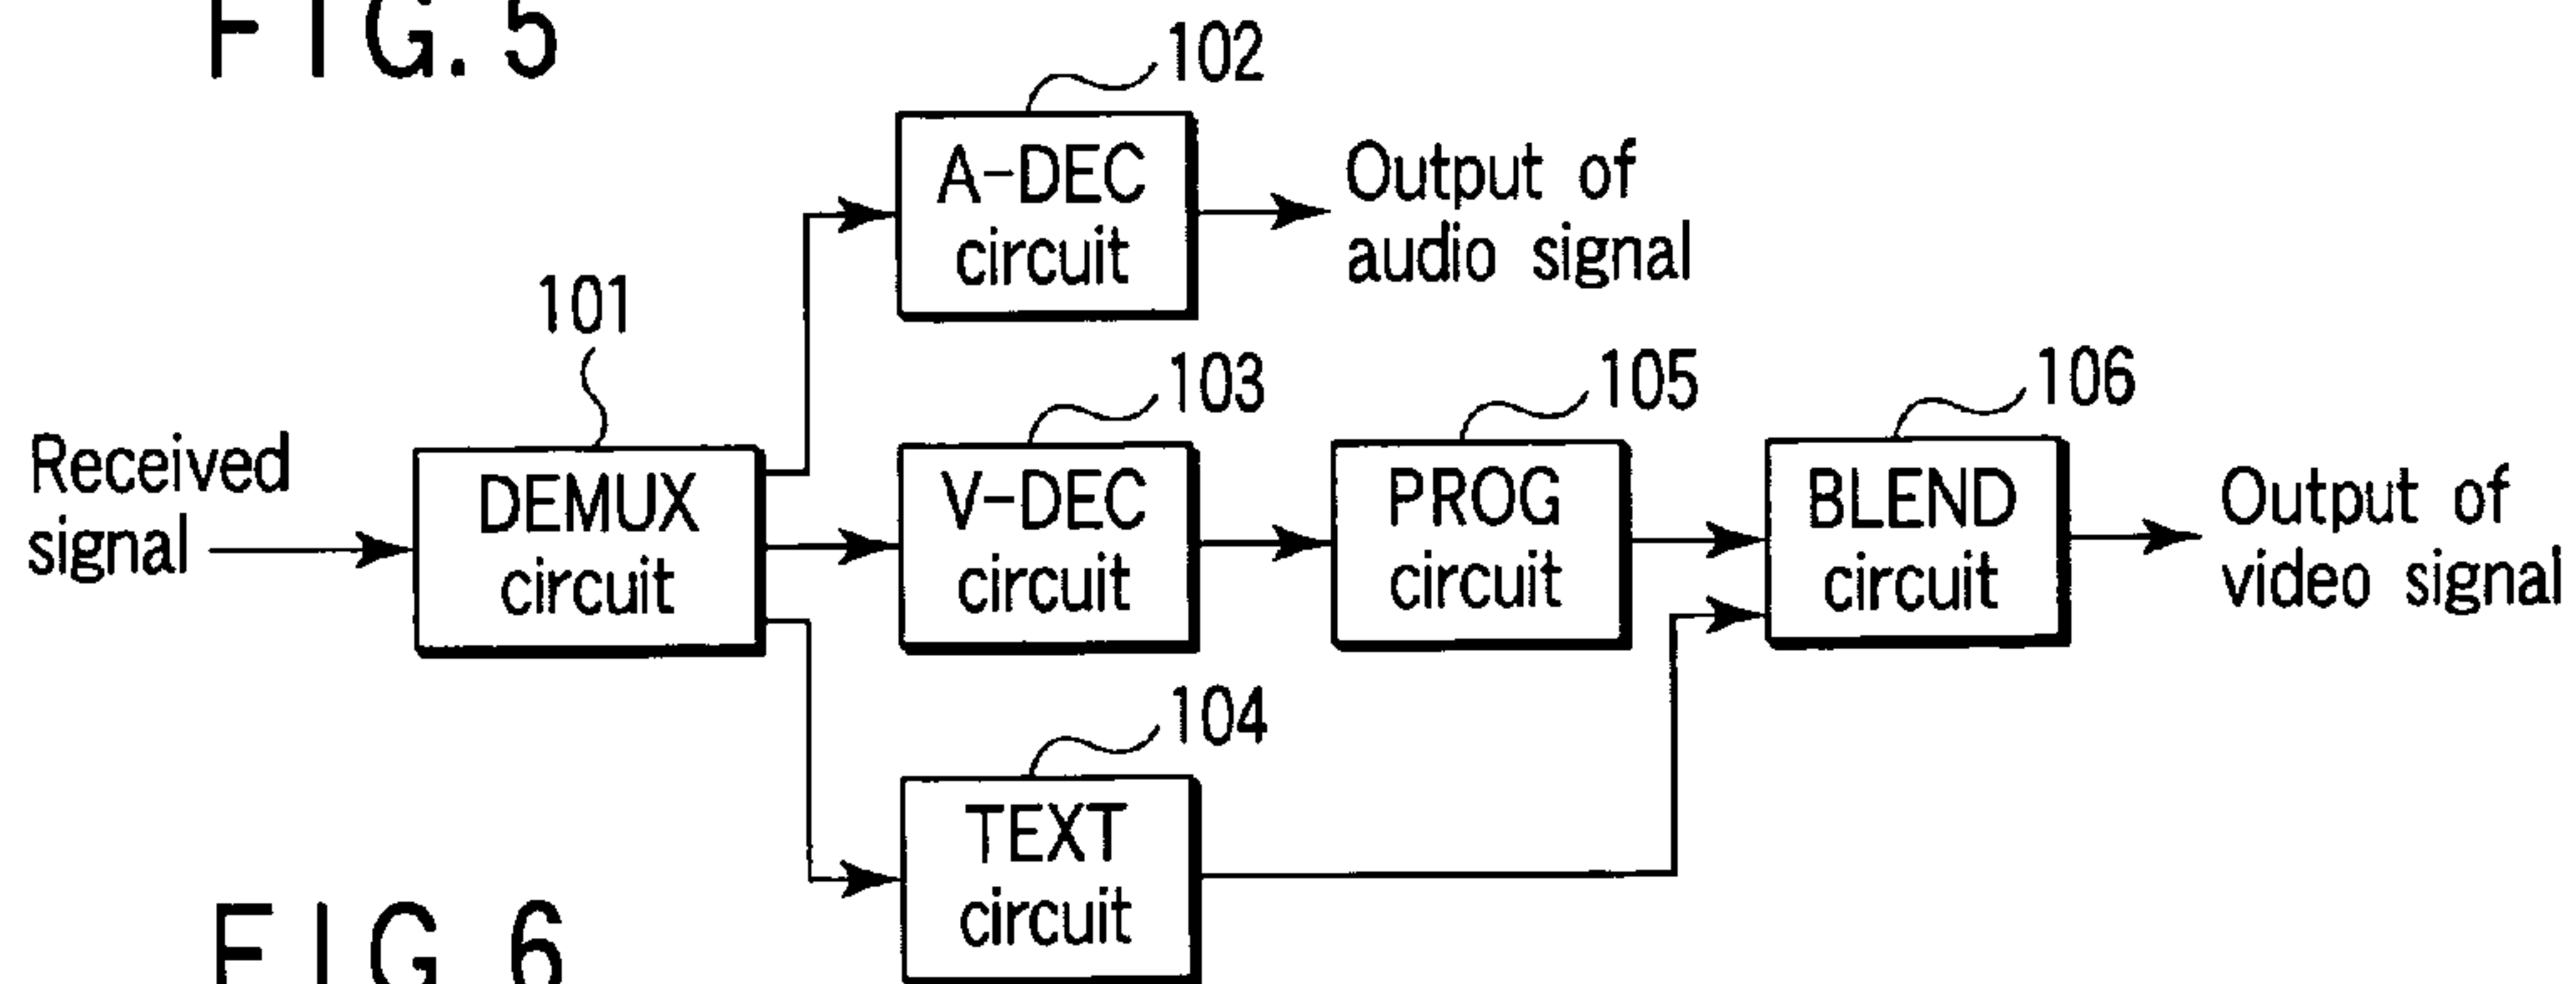 FIG. 5
102
A-DEC
circuit
Output of
audio signal
101
Received
signal
DEMUX
circuit
103
V-DEC
circuit
105
PROG
circuit
106
BLEND
circuit
Output of
video signal
104
TEXT
circuit
FIG. 6